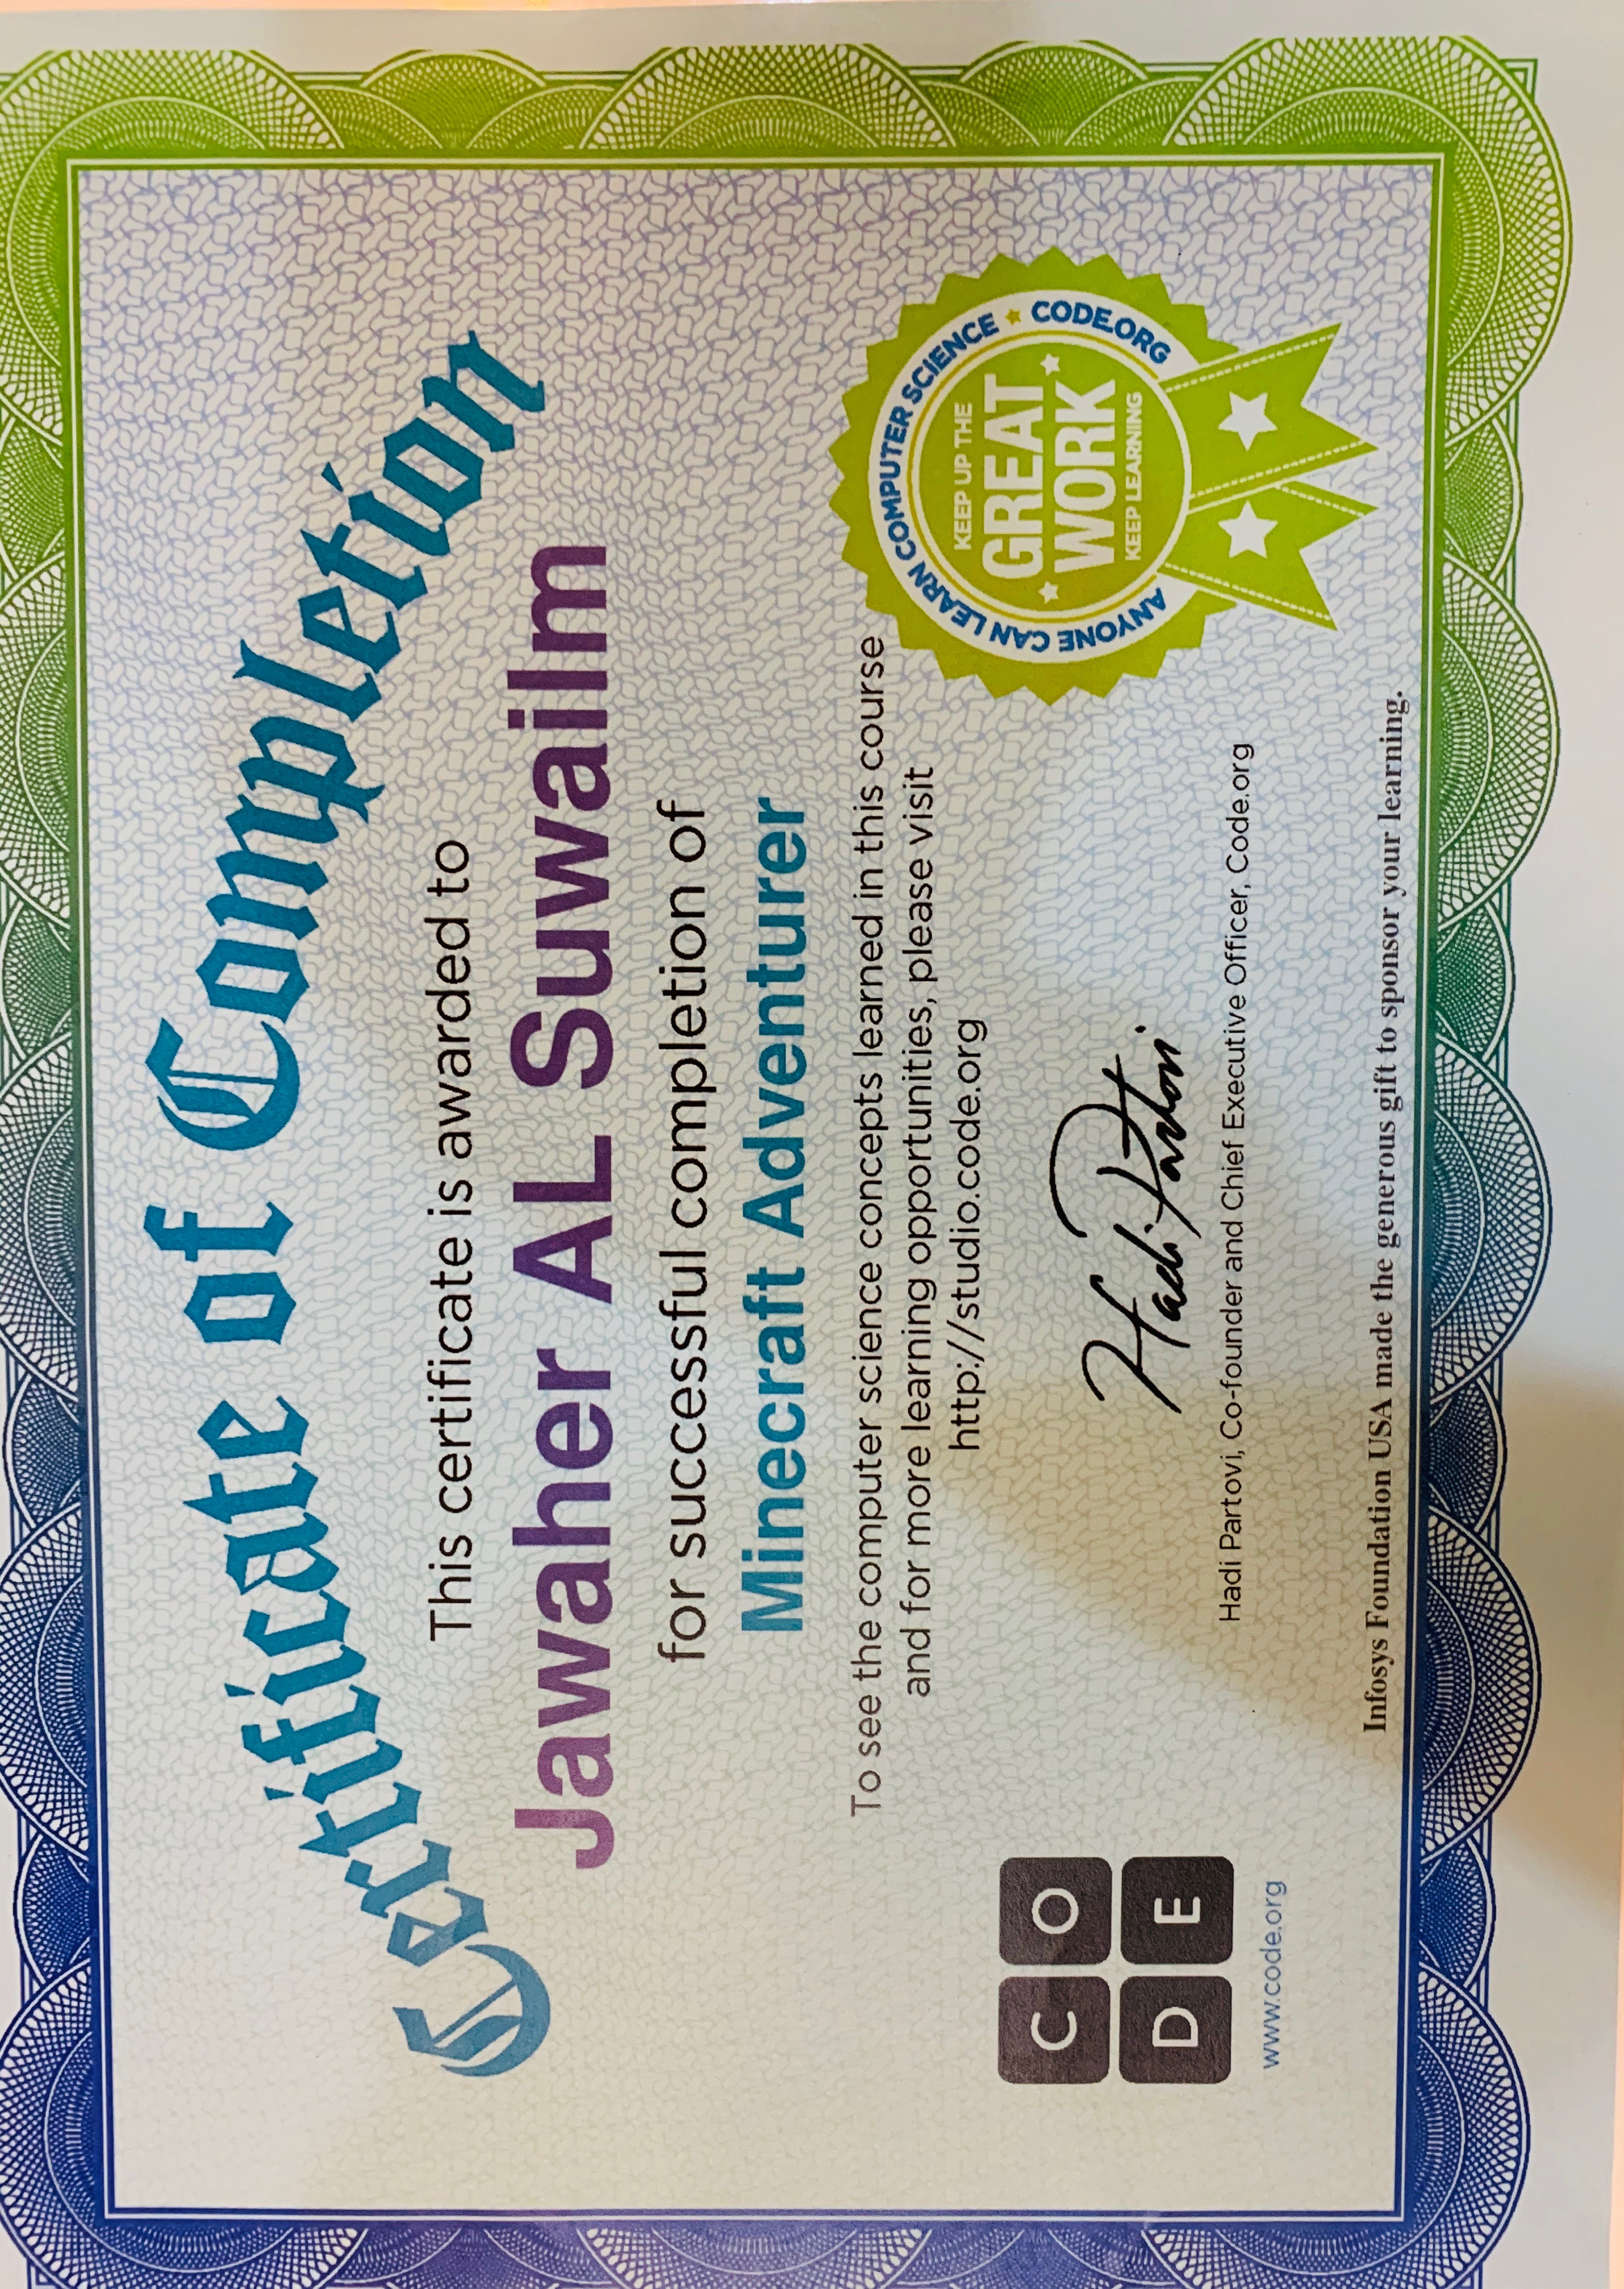 Certificate of Completion
This certificate is awarded to
Jawaher AL Suwailm
for successful completion of
Minecraft Adventurer
To see the computer science concepts learned in this course
and for more learning opportunities, please visit
http://studio.code.org
ANYONE CAN LEARN COMPUTER SCIENCE ★ CODE.ORG
KEEP UP THE
GREAT
WORK
KEEP LEARNING
C O
D E
www.code.org
Hadi Partovi
Hadi Partovi, Co-founder and Chief Executive Officer, Code.org
Infosys Foundation USA made the generous gift to sponsor your learning.